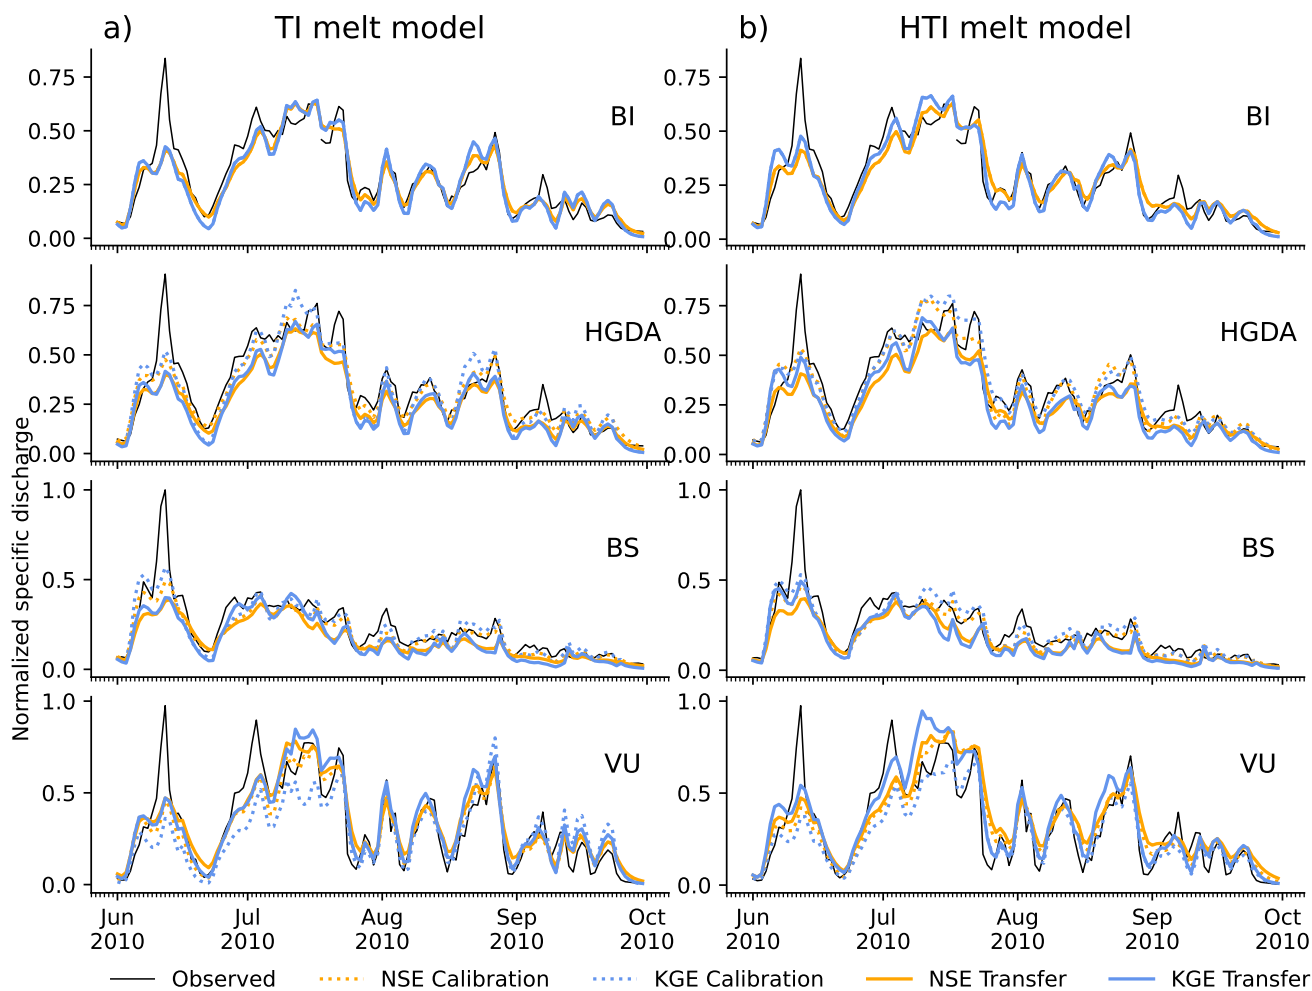 a) TI melt model b) HTI melt model
0.75
0.50
0.25
0.00
BI
0.75
0.50
0.25
0.00
BI
0.75
0.50
0.25
0.00
HGDA
0.75
0.50
0.25
0.00
HGDA
Normalized specific discharge
1.0
0.5
0.0
BS
1.0
0.5
0.0
BS
1.0
0.5
0.0
VU
1.0
0.5
0.0
VU
Jun Jul Aug Sep Oct Jun Jul Aug Sep Oct
2010 2010 2010 2010 2010 2010 2010 2010 2010 2010
Observed NSE Calibration KGE Calibration NSE Transfer KGE Transfer